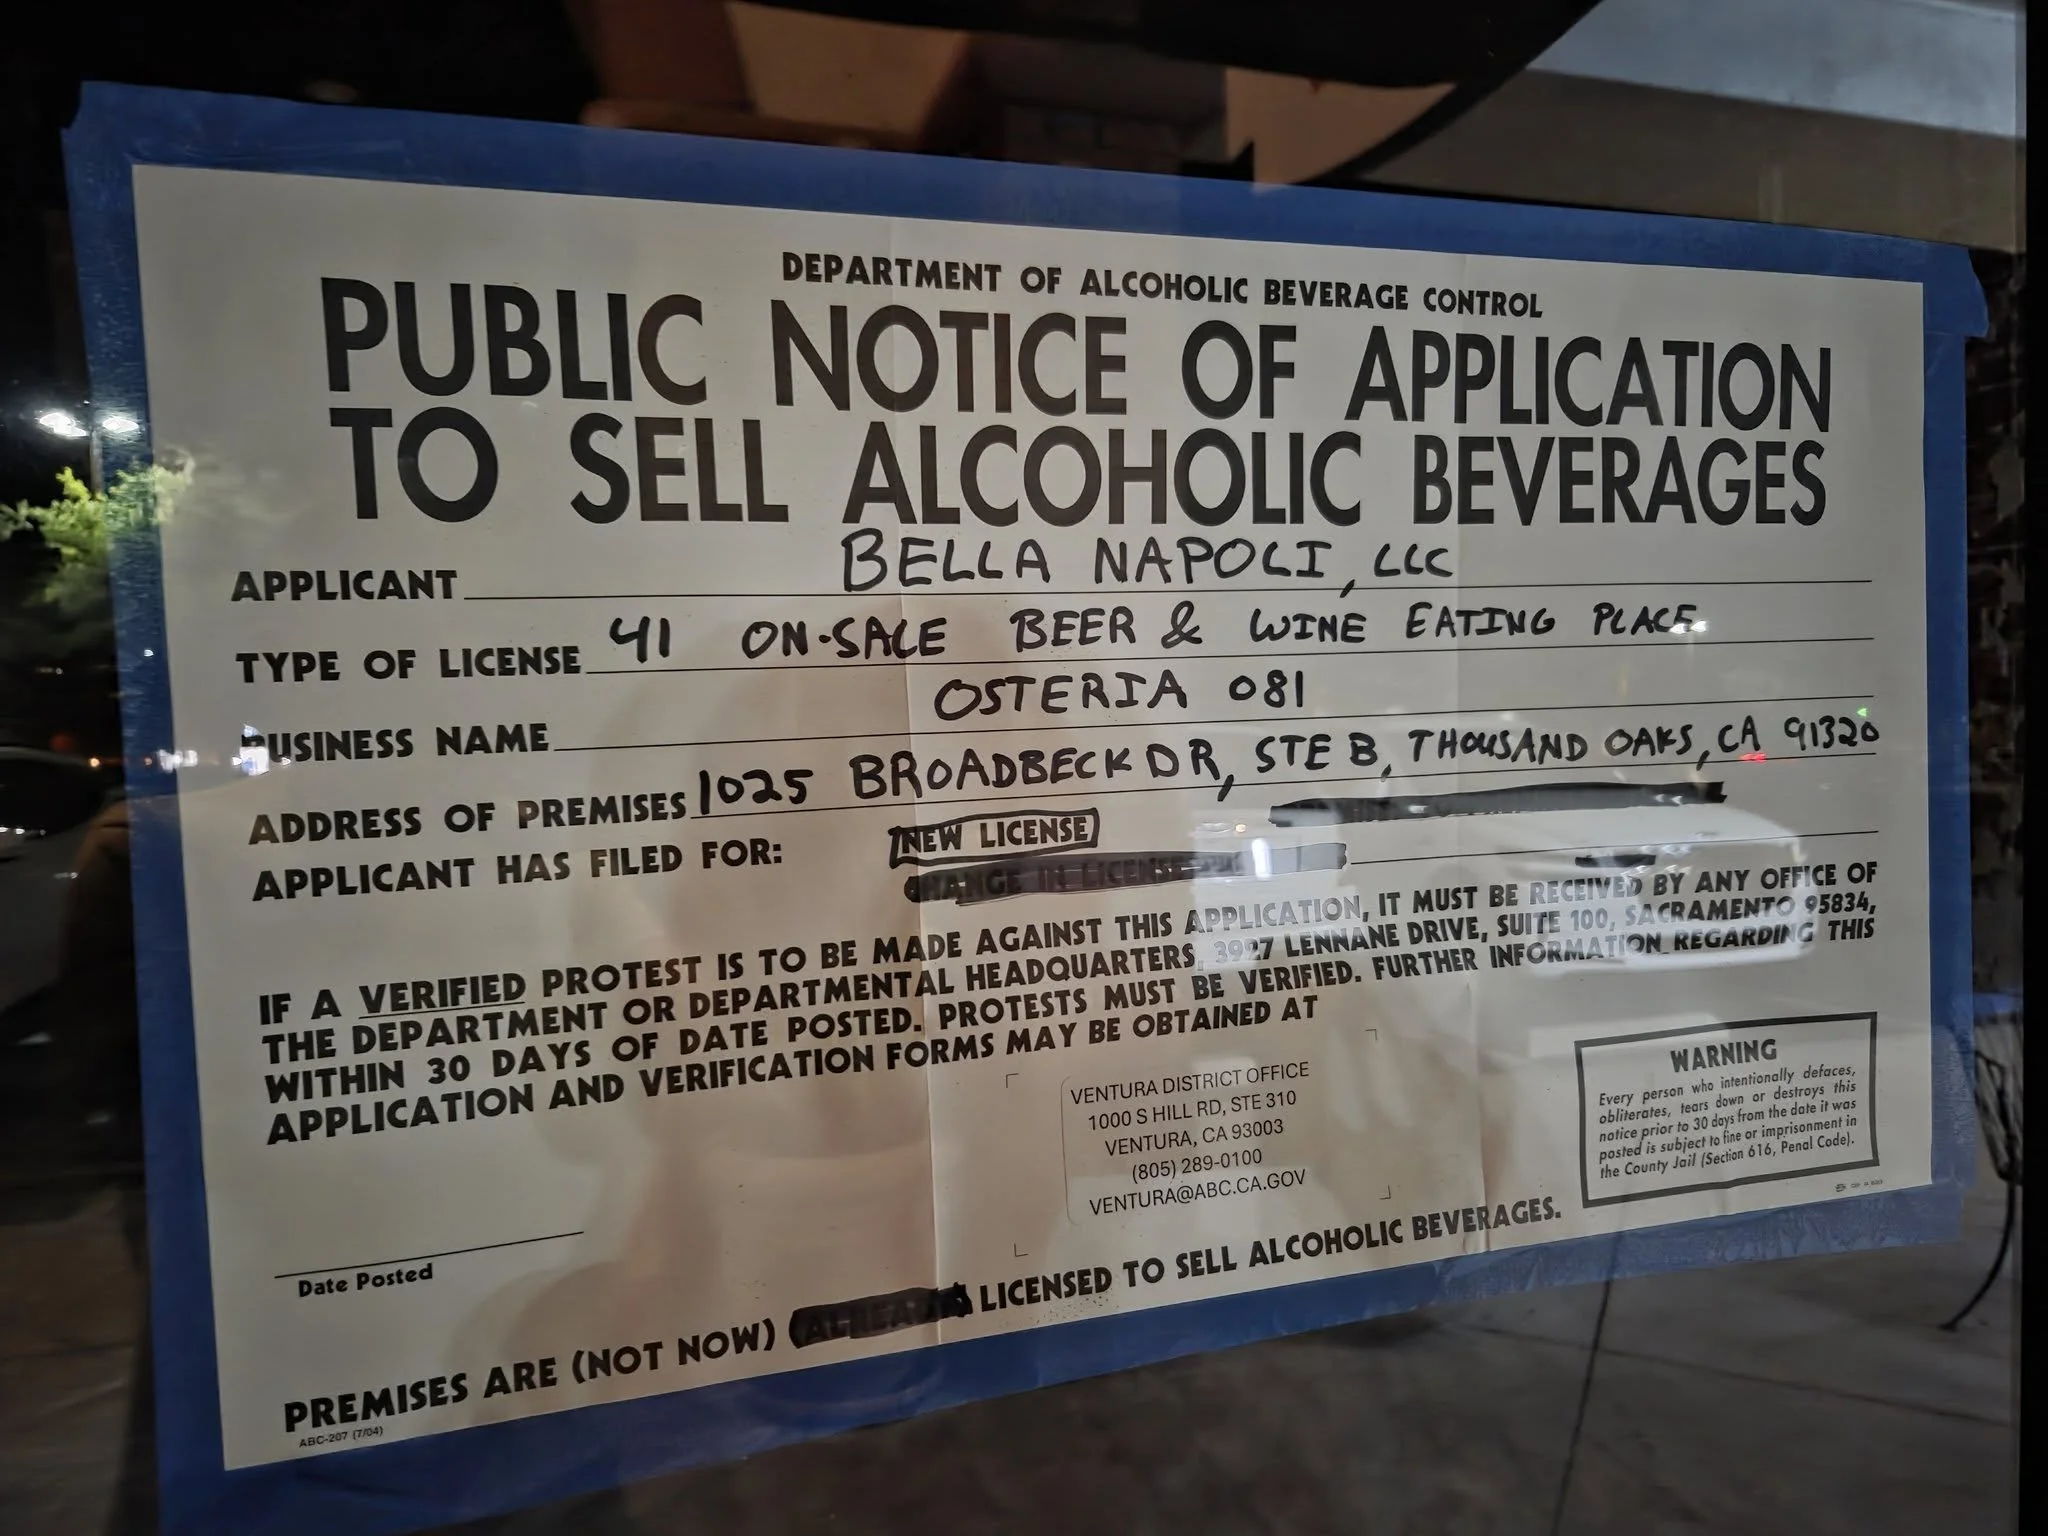 DEPARTMENT OF ALCOHOLIC BEVERAGE CONTROL
PUBLIC NOTICE OF APPLICATION
TO SELL ALCOHOLIC BEVERAGES
APPLICANT BELLA NAPOLI, LLC
TYPE OF LICENSE 41 ON-SALE BEER & WINE EATING PLACE
BUSINESS NAME OSTERIA 081
ADDRESS OF PREMISES 1025 BROADBECK DR, STE B, THOUSAND OAKS, CA 91320
APPLICANT HAS FILED FOR: NEW LICENSE
CHANGE IN LICENSE
IF A VERIFIED PROTEST IS TO BE MADE AGAINST THIS APPLICATION, IT MUST BE RECEIVED BY ANY OFFICE OF
THE DEPARTMENT OR DEPARTMENTAL HEADQUARTERS, 3927 LENNANE DRIVE, SUITE 100, SACRAMENTO 95834,
WITHIN 30 DAYS OF DATE POSTED. PROTESTS MUST BE VERIFIED. FURTHER INFORMATION REGARDING THIS
APPLICATION AND VERIFICATION FORMS MAY BE OBTAINED AT
VENTURA DISTRICT OFFICE
1000 S HILL RD, STE 310
VENTURA, CA 93003
(805) 289-0100
VENTURA@ABC.CA.GOV
WARNING
Every person who intentionally defaces,
obliterates, tears down or destroys this
notice prior to 30 days from the date it was
posted is subject to fine or imprisonment in
the County Jail (Section 616, Penal Code).
Date Posted
PREMISES ARE (NOT NOW) (ALREADY) LICENSED TO SELL ALCOHOLIC BEVERAGES.
ABC-207 (7/04)